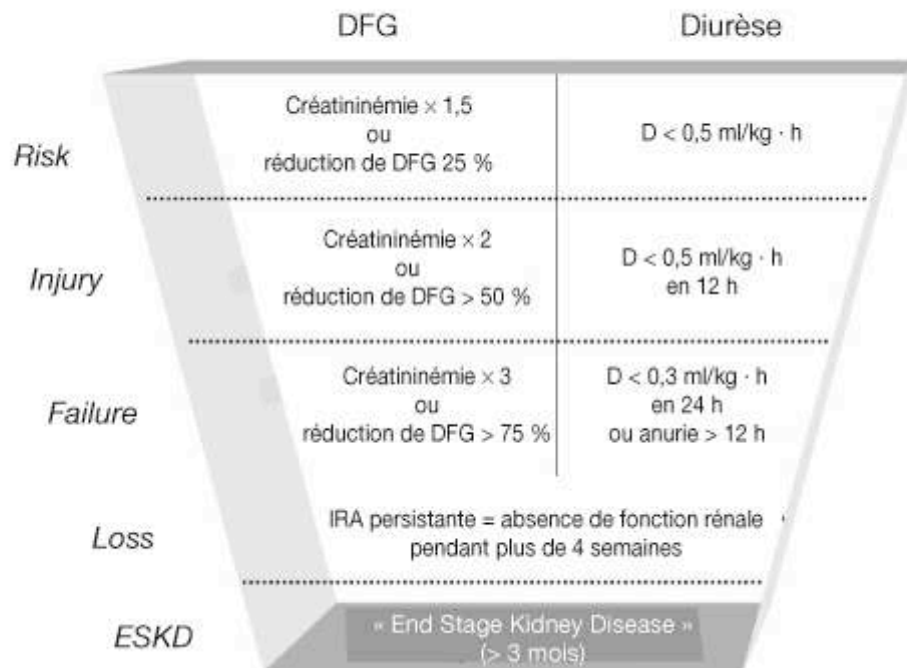 DFG Diurèse
Créatininémie × 1,5
ou
réduction de DFG 25 %
D < 0,5 ml/kg · h
Risk
Créatininémie × 2
ou
réduction de DFG > 50 %
D < 0,5 ml/kg · h
en 12 h
Injury
Créatininémie × 3
ou
réduction de DFG > 75 %
D < 0,3 ml/kg · h
en 24 h
ou anurie > 12 h
Failure
IRA persistante = absence de fonction rénale
pendant plus de 4 semaines
Loss
« End Stage Kidney Disease »
(> 3 mois)
ESKD